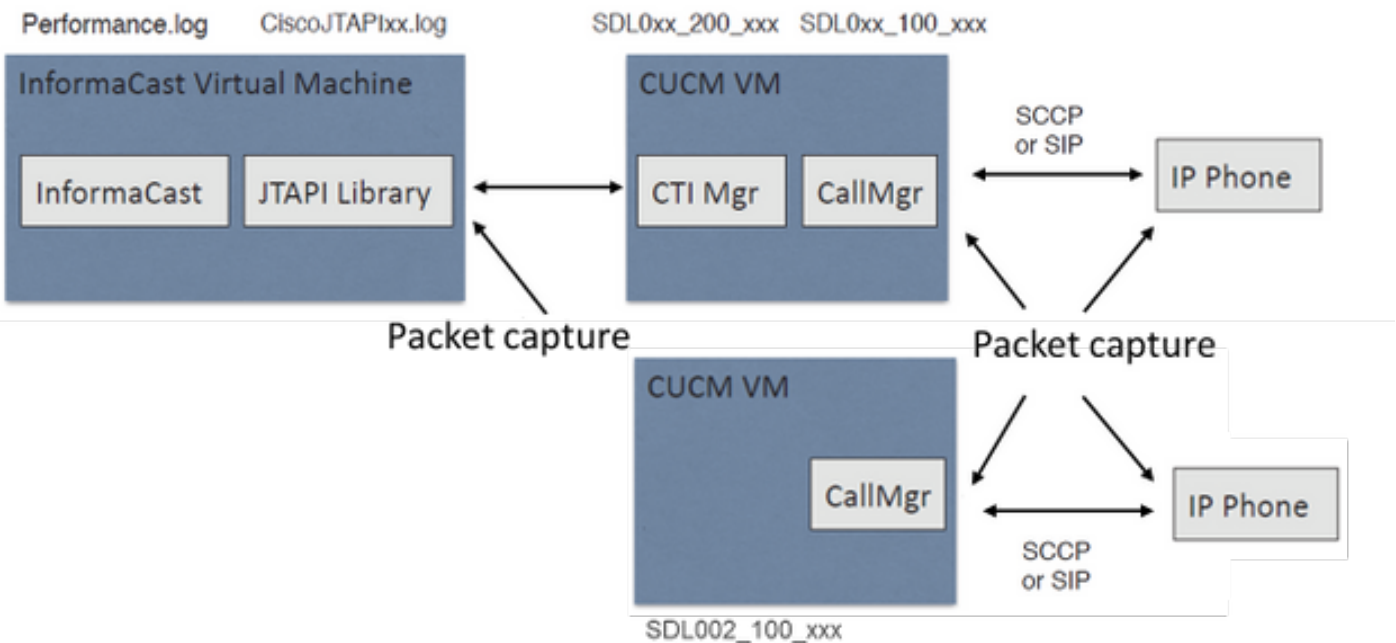 Performance.log CiscoJTAPIxx.log SDL0xx_200_xxx SDL0xx_100_xxx
InformaCast Virtual Machine
CUCM VM
InformaCast
JTAPI Library
CTI Mgr
CallMgr
SCCP
or SIP
IP Phone
Packet capture
Packet capture
CUCM VM
CallMgr
IP Phone
SCCP
or SIP
SDL002_100_xxx